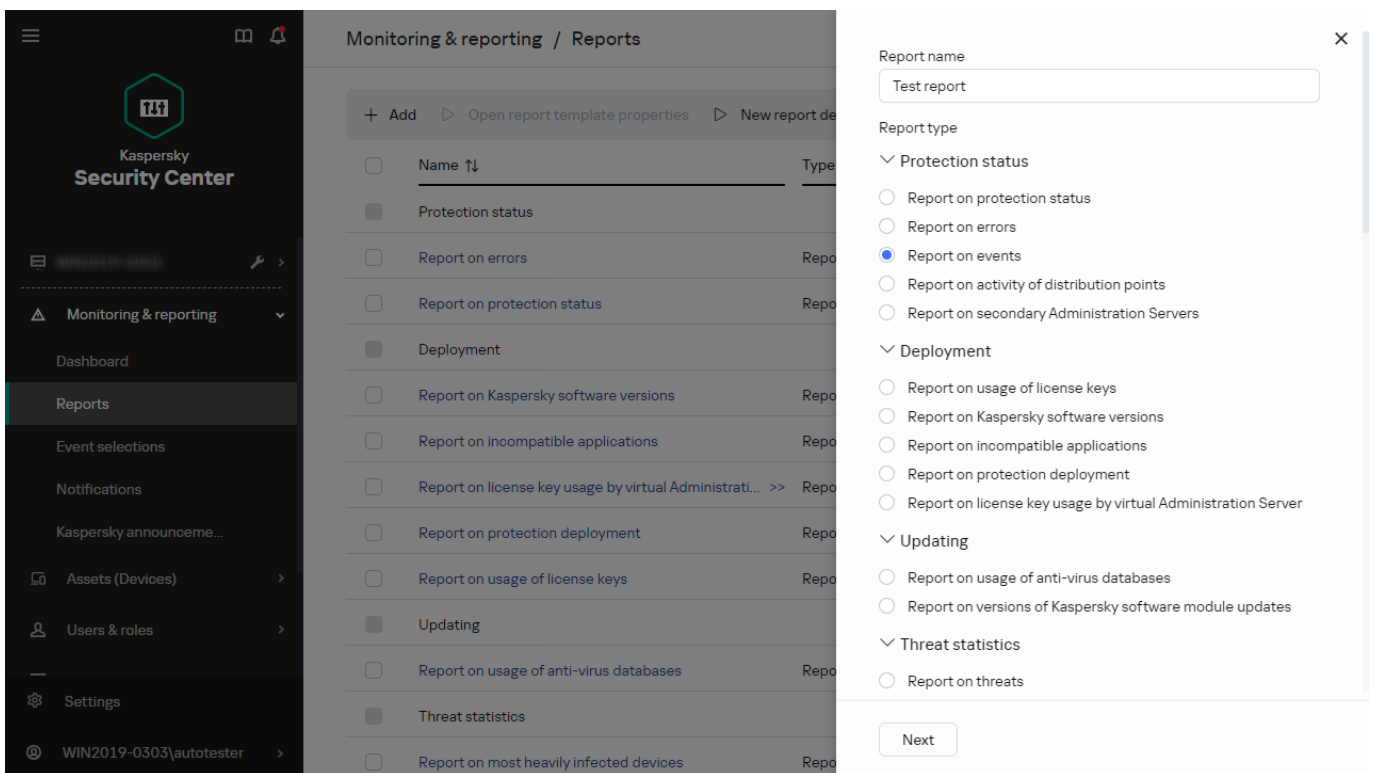 Kaspersky
Security Center
Monitoring & reporting
Dashboard
Reports
Event selections
Notifications
Kaspersky announceme...
Assets (Devices)
Users & roles
Settings
WIN2019-0303\autotester
Monitoring & reporting / Reports
+ Add Open report template properties New report de
Name Type
Protection status
Report on errors Repo
Report on protection status Repo
Deployment
Report on Kaspersky software versions Repo
Report on incompatible applications Repo
Report on license key usage by virtual Administrati... >> Repo
Report on protection deployment Repo
Report on usage of license keys Repo
Updating
Report on usage of anti-virus databases Repo
Threat statistics
Report on most heavily infected devices Repo
Report name
Test report
Report type
Protection status
Report on protection status
Report on errors
Report on events
Report on activity of distribution points
Report on secondary Administration Servers
Deployment
Report on usage of license keys
Report on Kaspersky software versions
Report on incompatible applications
Report on protection deployment
Report on license key usage by virtual Administration Server
Updating
Report on usage of anti-virus databases
Report on versions of Kaspersky software module updates
Threat statistics
Report on threats
Next